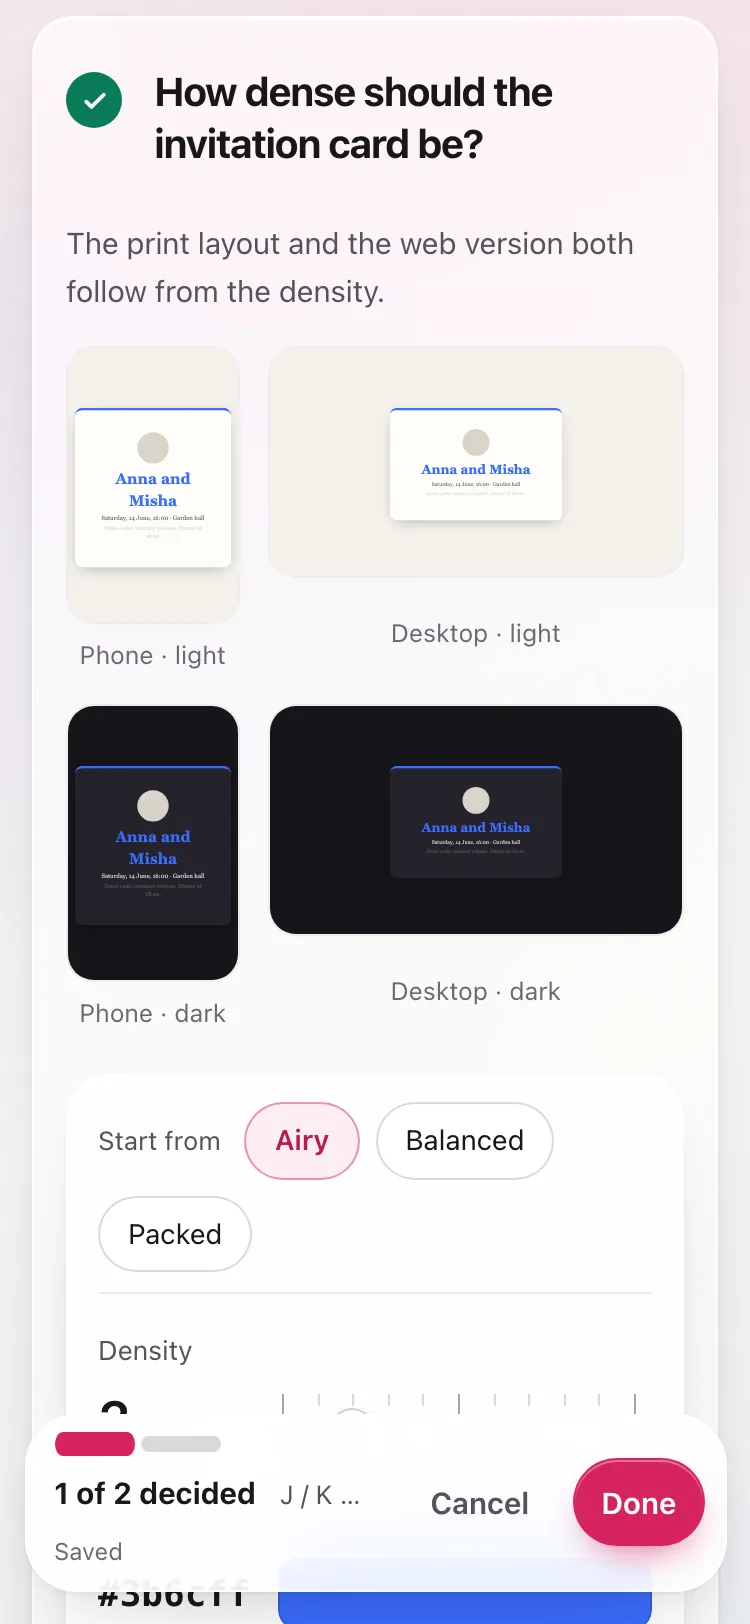 How dense should the
invitation card be?
The print layout and the web version both
follow from the density.
Anna and
Misha
Saturday, 14 June, 16:00 · Garden hall
Anna and Misha
Saturday, 14 June, 16:00 · Garden hall
Phone · light
Desktop · light
Anna and
Misha
Saturday, 14 June, 16:00 · Garden hall
Anna and Misha
Saturday, 14 June, 16:00 · Garden hall
Phone · dark
Desktop · dark
Start from
Airy
Balanced
Packed
Density
1 of 2 decided
J / K ...
Cancel
Done
Saved
#3b6cff